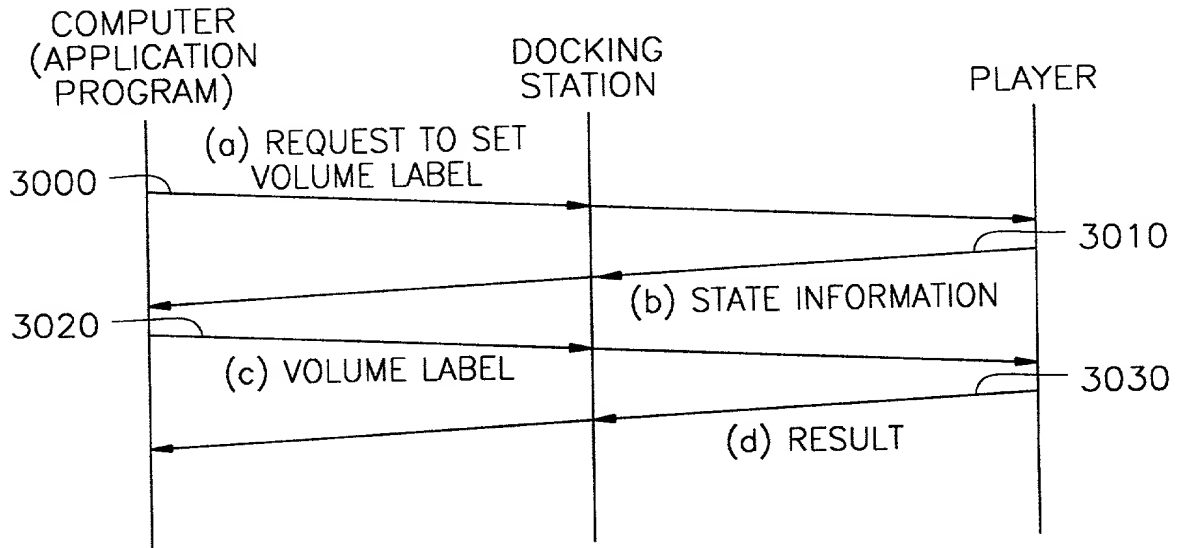 COMPUTER
(APPLICATION
PROGRAM)
DOCKING
STATION
PLAYER
(a) REQUEST TO SET
VOLUME LABEL
3000
3010
(b) STATE INFORMATION
3020
(c) VOLUME LABEL
3030
(d) RESULT